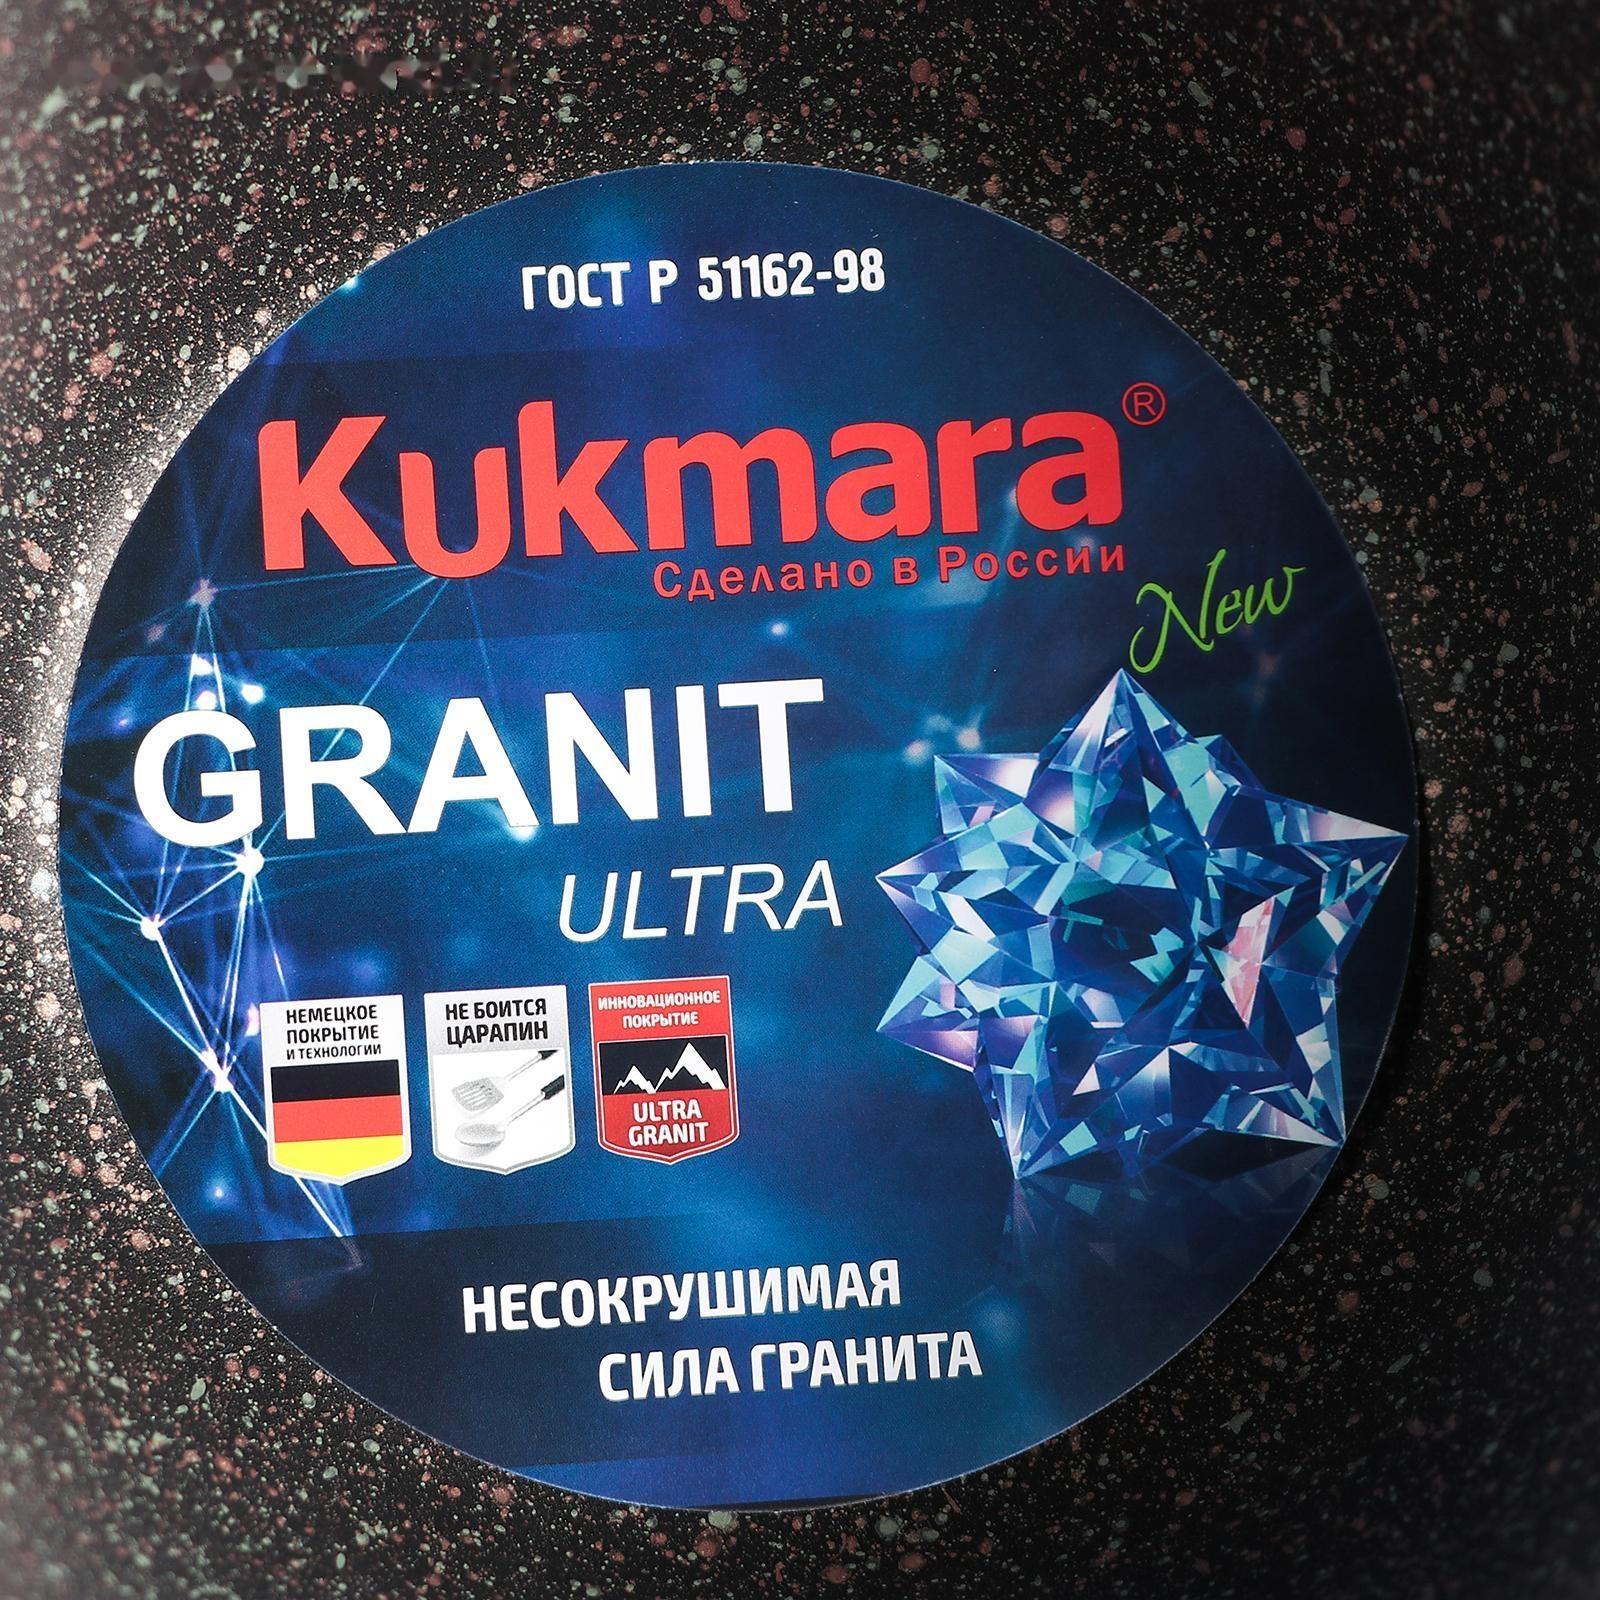 ГОСТ Р 51162-98
Kukmara®
Сделано в России
New
GRANIT
ULTRA
НЕМЕЦКОЕ
ПОКРЫТИЕ
И ТЕХНОЛОГИИ
НЕ БОИТСЯ
ЦАРАПИН
ИННОВАЦИОННОЕ
ПОКРЫТИЕ
ULTRA
GRANIT
НЕСОКРУШИМАЯ
СИЛА ГРАНИТА